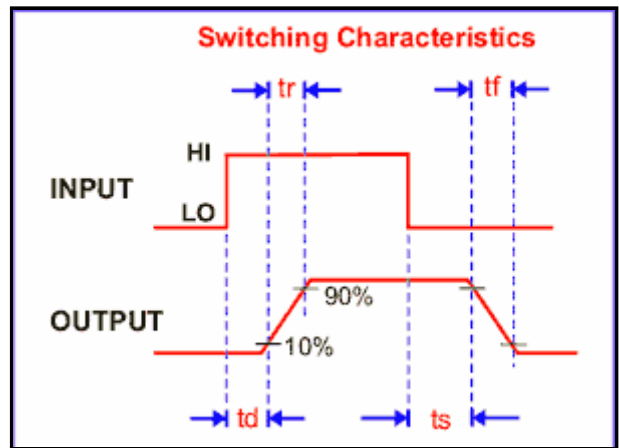 Switching Characteristics
tr
tf
HI
INPUT
LO
90%
OUTPUT
10%
td
ts